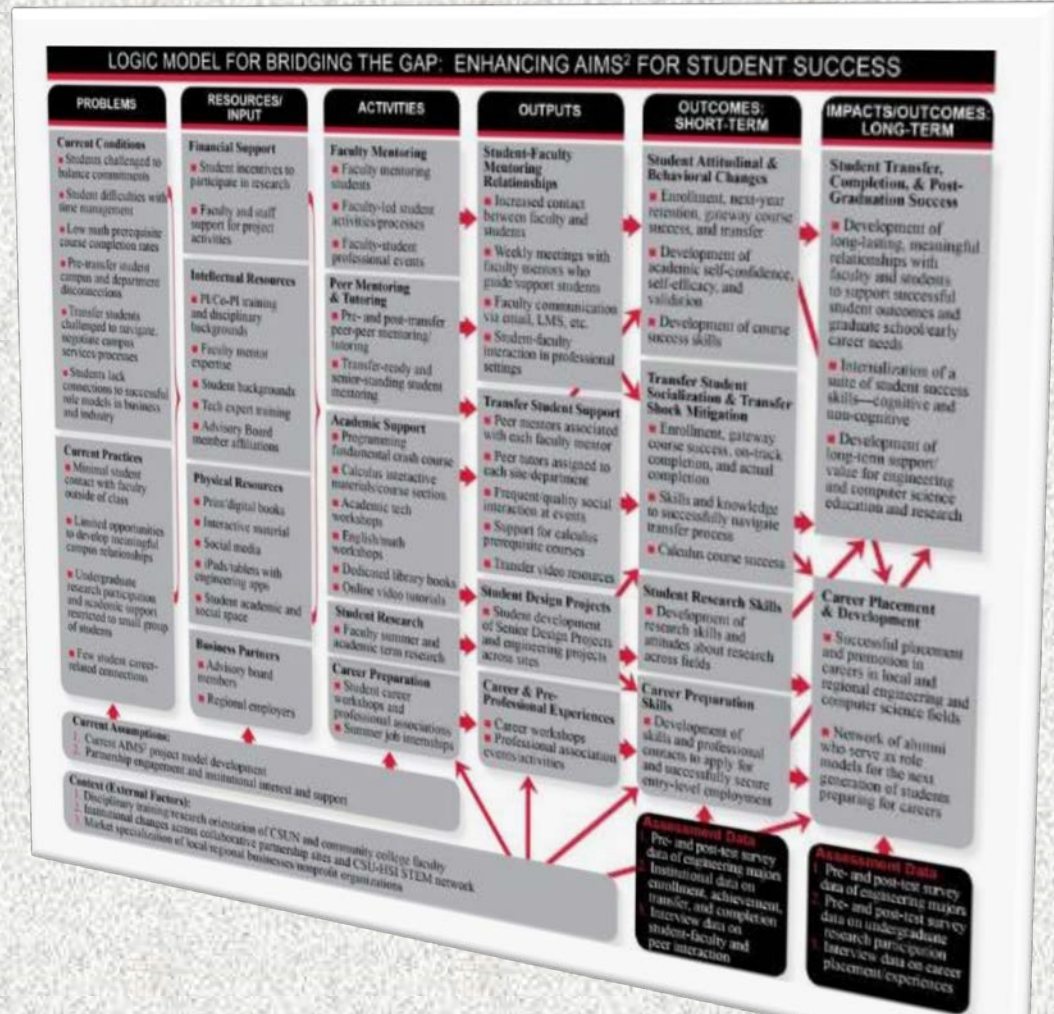 LOGIC MODEL FOR BRIDGING THE GAP: ENHANCING AIMS² FOR STUDENT SUCCESS
PROBLEMS
Current Conditions
■ Students challenged to
balance commitments
■ Student difficulties with
time management
■ Low math prerequisite
course completion rates
■ Pre-transfer student
campus and department
disconnections
■ Transfer students
challenged to navigate,
negotiate campus
services processes
■ Students lack
connections to successful
role models in business
and industry
Current Practices
■ Minimal student
contact with faculty
outside of class
■ Limited opportunities
to develop meaningful
campus relationships
■ Undergraduate
research participation
and academic support
restricted to small group
of students
■ Few student career-
related connections
RESOURCES/
INPUT
Financial Support
■ Student incentives to
participate in research
■ Faculty and staff
support for project
activities
Intellectual Resources
■ PI/Co-PI training
and disciplinary
backgrounds
■ Faculty mentor
expertise
■ Student backgrounds
■ Tech expert training
■ Advisory Board
member affiliations
Physical Resources
■ Print/digital books
■ Interactive material
■ Social media
■ iPads/tablets with
engineering apps
■ Student academic and
social space
Business Partners
■ Advisory board
members
■ Regional employers
ACTIVITIES
Faculty Mentoring
■ Faculty mentoring
students
■ Faculty-led student
activities/processes
■ Faculty-student
professional events
Peer Mentoring
& Tutoring
■ Pre- and post-transfer
peer-peer mentoring/
tutoring
■ Transfer-ready and
senior-standing student
mentoring
Academic Support
■ Programming
fundamental crash course
■ Calculus interactive
materials/course section
■ Academic tech
workshops
■ English/math
workshops
■ Dedicated library books
■ Online video tutorials
Student Research
■ Faculty summer and
academic term research
Career Preparation
■ Student career
workshops and
professional associations
■ Summer job internships
OUTPUTS
Student-Faculty
Mentoring
Relationships
■ Increased contact
between faculty and
students
■ Weekly meetings with
faculty mentors who
guide/support students
■ Faculty communication
via email, LMS, etc.
■ Student-faculty
interaction in professional
settings
Transfer Student Support
■ Peer mentors associated
with each faculty mentor
■ Peer tutors assigned to
each site/department
■ Frequent/quality social
interaction at events
■ Support for calculus
prerequisite courses
■ Transfer video resources
Student Design Projects
■ Student development
of Senior Design Projects
and engineering projects
across sites
Career & Pre-
Professional Experiences
■ Career workshops
■ Professional association
events/activities
OUTCOMES:
SHORT-TERM
Student Attitudinal &
Behavioral Changes
■ Enrollment, next-year
retention, gateway course
success, and transfer
■ Development of
academic self-confidence,
self-efficacy, and
validation
■ Development of course
success skills
Transfer Student
Socialization & Transfer
Shock Mitigation
■ Enrollment, gateway
course success, on-track
completion, and actual
completion
■ Skills and knowledge
to successfully navigate
transfer process
■ Calculus course success
Student Research Skills
■ Development of
research skills and
attitudes about research
across fields
Career Preparation
Skills
■ Development of
skills and professional
contacts to apply for
and successfully secure
entry-level employment
IMPACTS/OUTCOMES:
LONG-TERM
Student Transfer,
Completion, & Post-
Graduation Success
■ Development of
long-lasting, meaningful
relationships with
faculty and students
to support successful
student outcomes and
graduate school/early
career needs
■ Internalization of a
suite of student success
skills—cognitive and
non-cognitive
■ Development of
long-term support/
value for engineering
and computer science
education and research
Career Placement
& Development
■ Successful placement
and promotion in
careers in local and
regional engineering and
computer science fields
■ Network of alumni
who serve as role
models for the next
generation of students
preparing for careers
Current Assumptions:
1. Current AIMS² project model development
2. Partnership engagement and institutional interest and support
Context (External Factors):
1. Disciplinary training/research orientation of CSUN and community college faculty
2. Institutional changes across collaborative partnership sites and CSU-HSI STEM network
3. Market specialization of local regional businesses/nonprofit organizations
Assessment Data
1. Pre- and post-test survey
data of engineering majors
2. Institutional data on
enrollment, achievement,
transfer, and completion
3. Interview data on
student-faculty and
peer interaction
Assessment Data
1. Pre- and post-test survey
data of engineering majors
2. Pre- and post-test survey
data on undergraduate
research participation
3. Interview data on career
placement/experiences